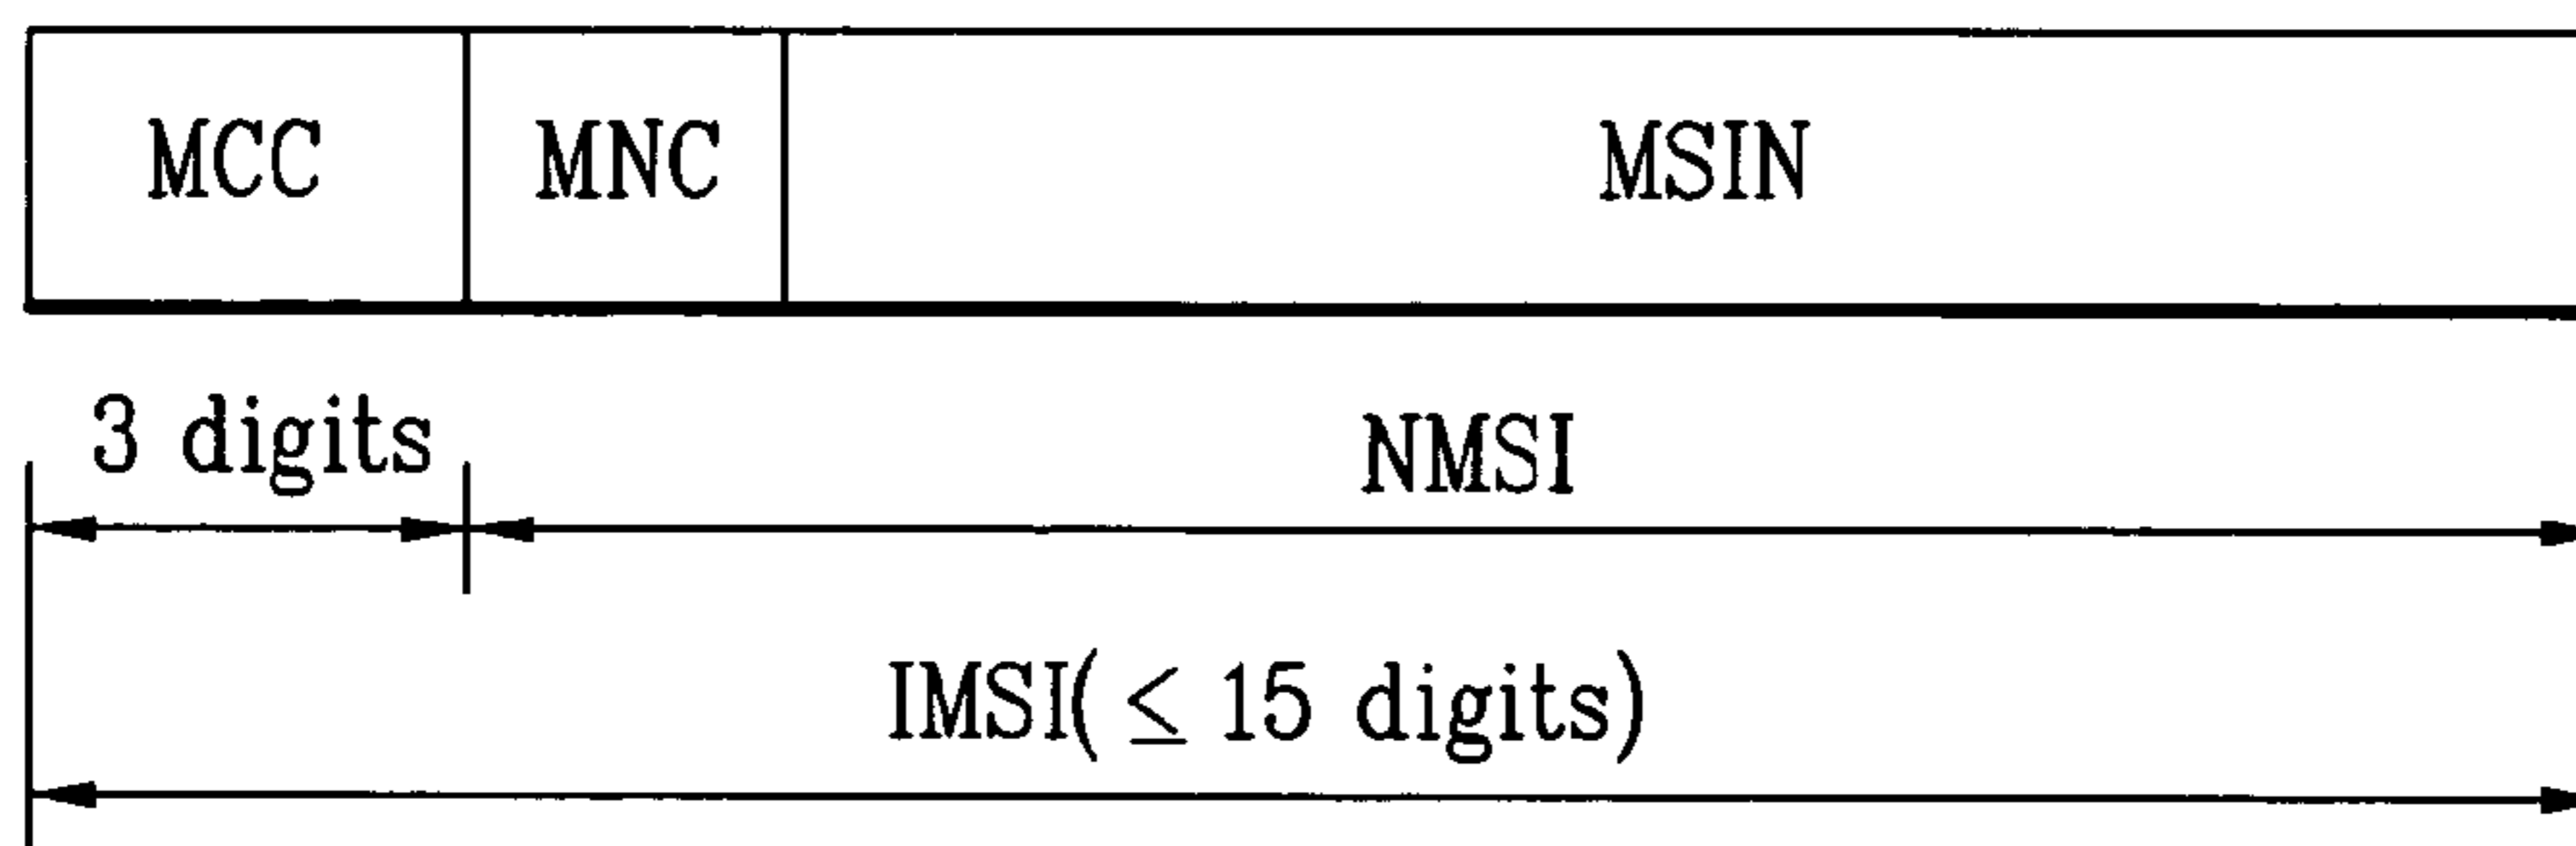 MCC MNC MSIN
3 digits NMSI
IMSI( ≤ 15 digits)